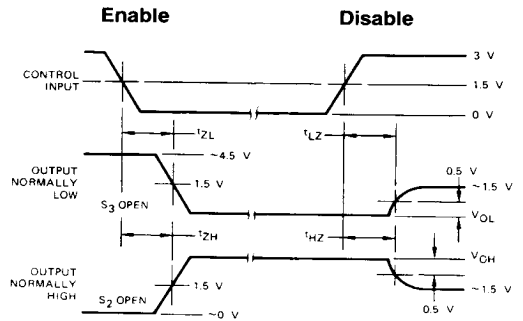 Enable Disable
3 V
CONTROL
INPUT
1.5 V
0 V
tZL tLZ
~4.5 V
0.5 V
OUTPUT
NORMALLY
LOW
1.5 V
~1.5 V
S3 OPEN
VOL
tZH tHZ
VOH
OUTPUT
NORMALLY
HIGH
S2 OPEN
1.5 V
~1.5 V
~0 V
0.5 V